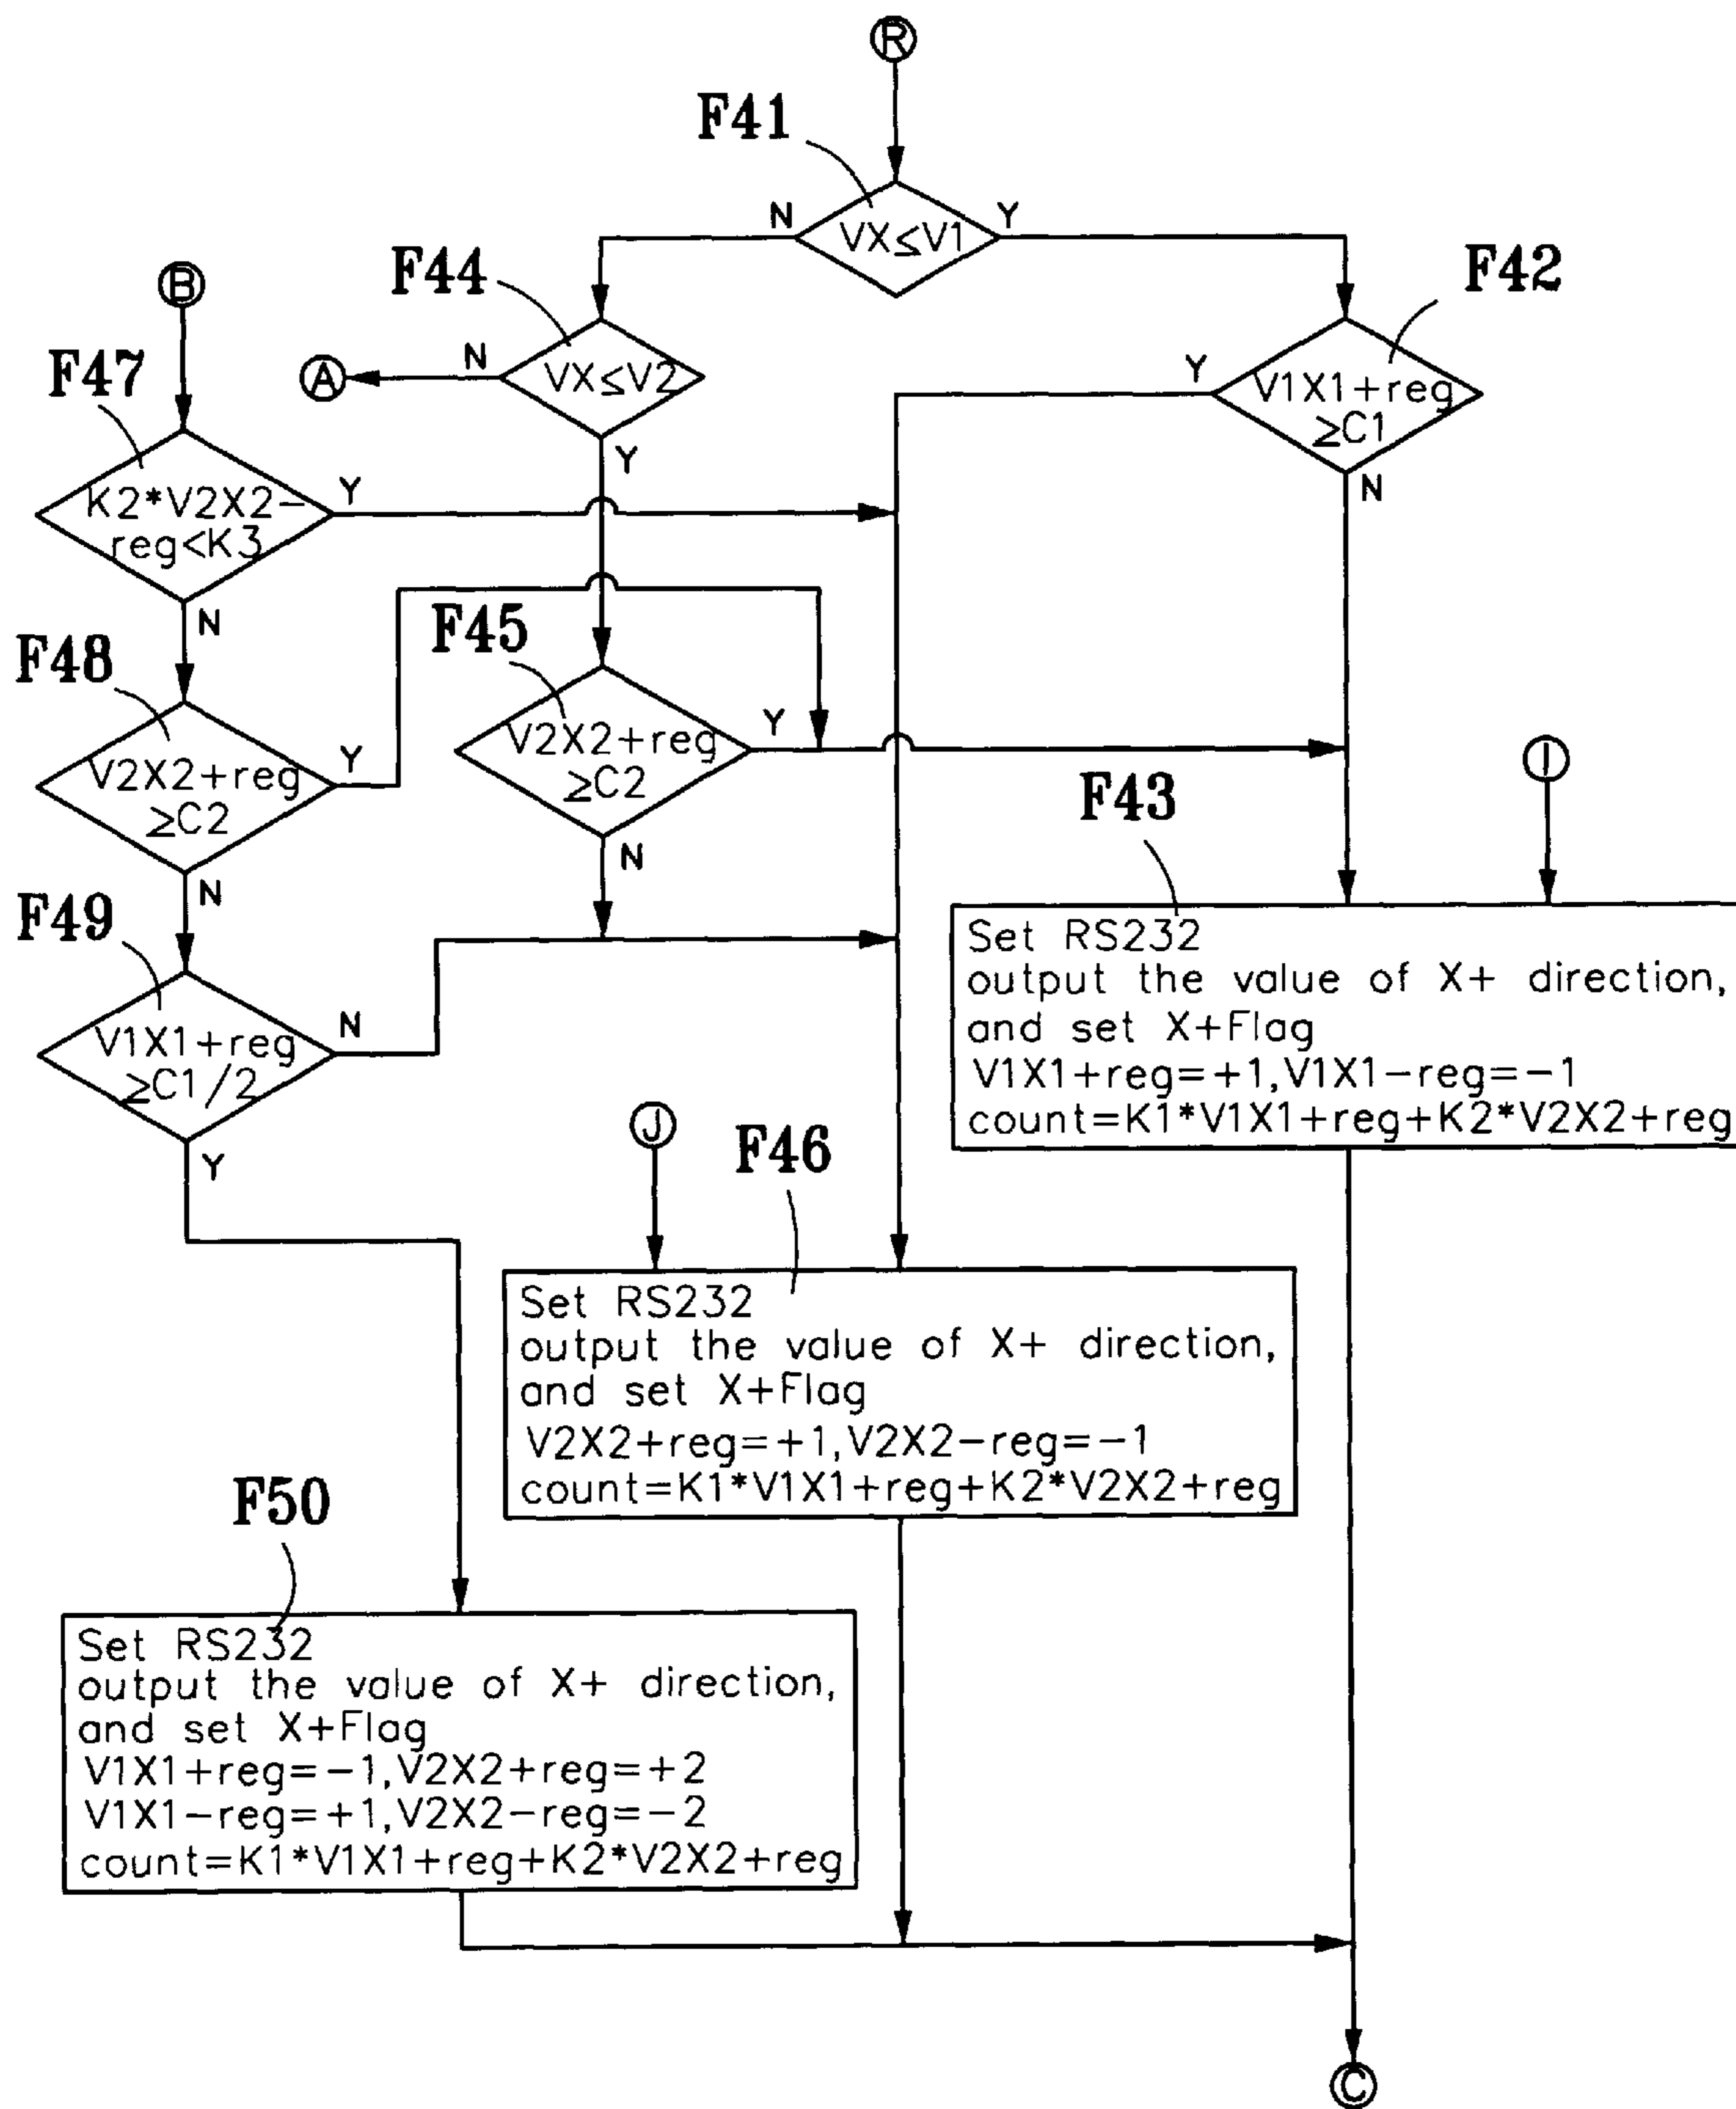 R
F41
N
Y
VX≤V1
F44
F42
B
N
VX≤V2
A
Y
V1X1+reg
≥C1
F47
Y
N
K2*V2X2-
reg<K3
Y
N
F48
F45
V2X2+reg
≥C2
Y
V2X2+reg
≥C2
Y
I
N
N
F43
F49
Set RS232
output the value of X+ direction,
and set X+Flag
V1X1+reg=+1,V1X1-reg=-1
count=K1*V1X1+reg+K2*V2X2+reg
V1X1+reg
≥C1/2
N
Y
J
F46
Set RS232
output the value of X+ direction,
and set X+Flag
V2X2+reg=+1,V2X2-reg=-1
count=K1*V1X1+reg+K2*V2X2+reg
F50
Set RS232
output the value of X+ direction,
and set X+Flag
V1X1+reg=-1,V2X2+reg=+2
V1X1-reg=+1,V2X2-reg=-2
count=K1*V1X1+reg+K2*V2X2+reg
C